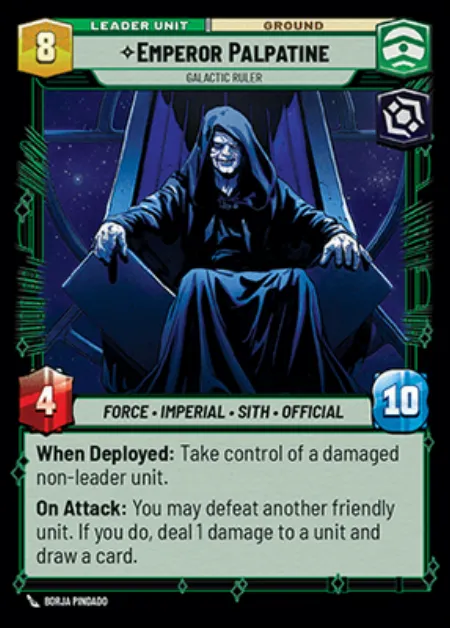 LEADER UNIT GROUND
8
✧EMPEROR PALPATINE
GALACTIC RULER
4
FORCE • IMPERIAL • SITH • OFFICIAL
10
When Deployed: Take control of a damaged
non-leader unit.
On Attack: You may defeat another friendly
unit. If you do, deal 1 damage to a unit and
draw a card.
BORJA PINDADO